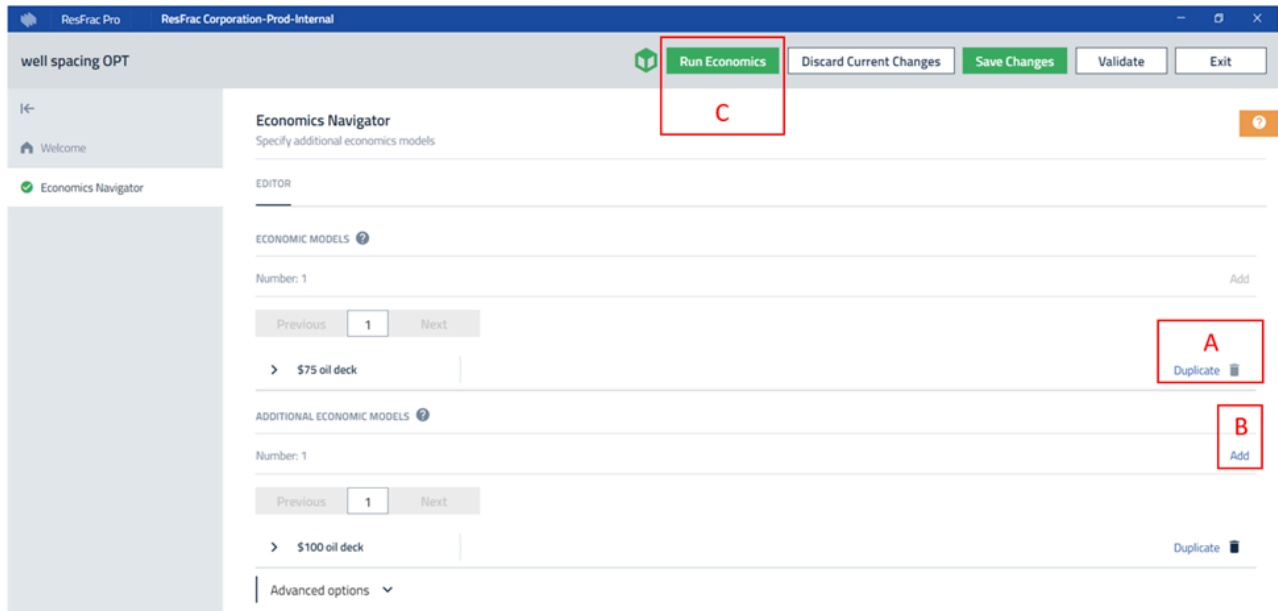 ResFrac Pro ResFrac Corporation-Prod-Internal
well spacing OPT Run Economics Discard Current Changes Save Changes Validate Exit
C
Welcome
Economics Navigator
Economics Navigator
Specify additional economics models
EDITOR
ECONOMIC MODELS
Number: 1 Add
Previous 1 Next
A
$75 oil deck Duplicate
ADDITIONAL ECONOMIC MODELS
B
Number: 1 Add
Previous 1 Next
$100 oil deck Duplicate
Advanced options